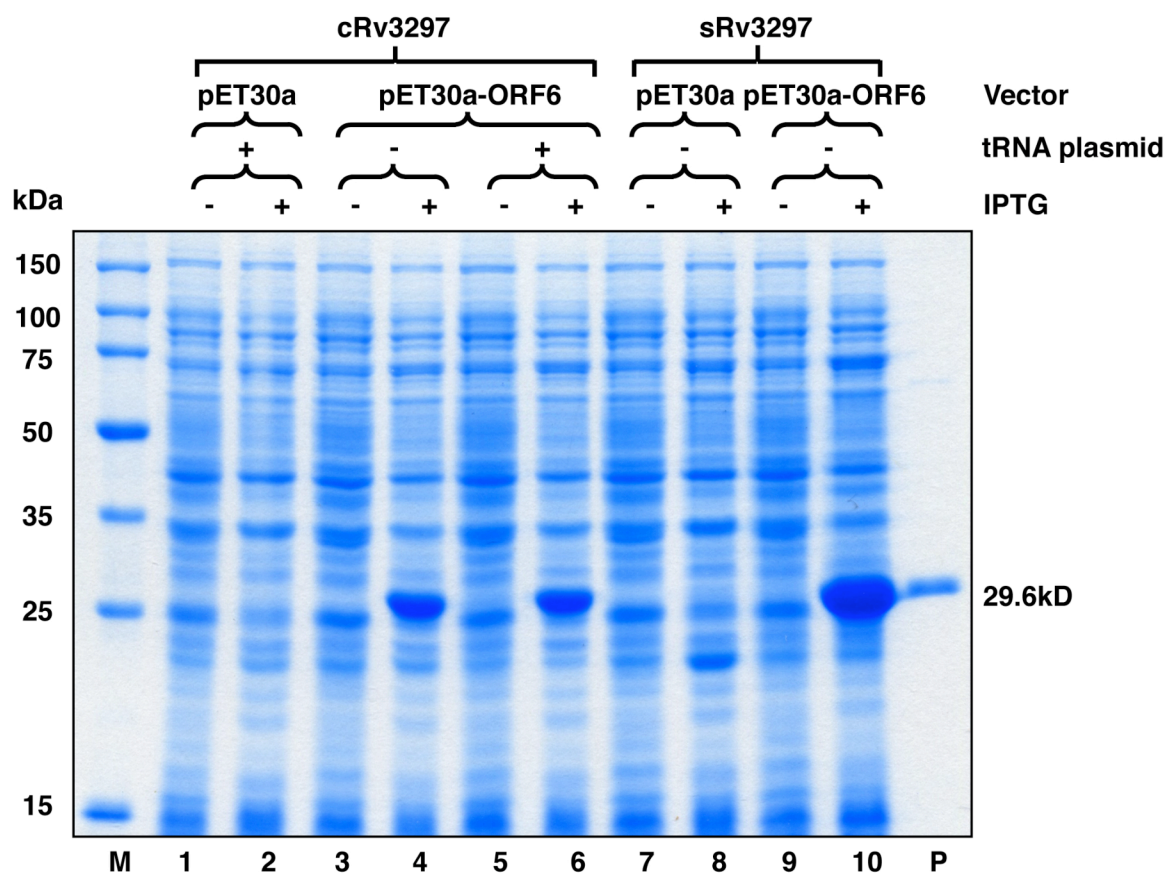 cRv3297 sRv3297
pET30a pET30a-ORF6 pET30a pET30a-ORF6 Vector
+ - + - - tRNA plasmid
kDa - + - + - + - + - + IPTG
150
100
75
50
35
29.6kD
25
15
M 1 2 3 4 5 6 7 8 9 10 P